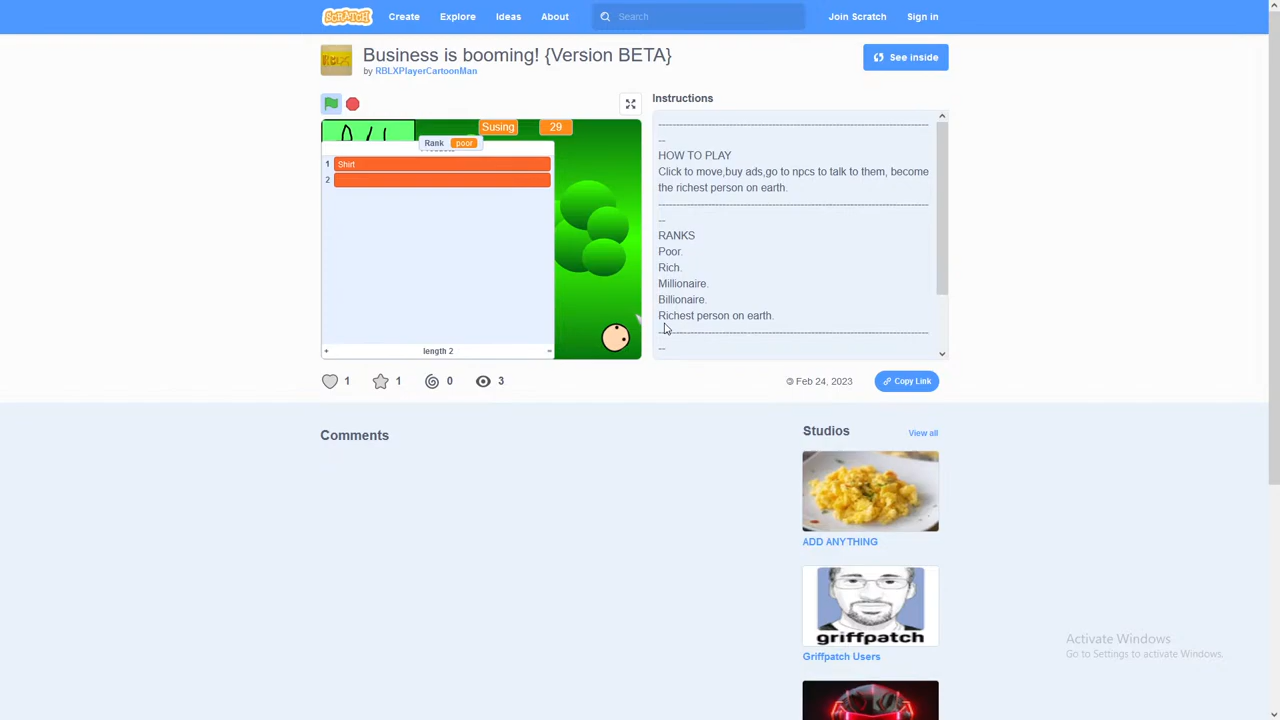 SCRATCH
Create
Explore
Ideas
About
Search
Join Scratch
Sign in
Business is booming! {Version BETA}
by RBLXPlayerCartoonMan
See inside
Instructions
Susing 29
Rank poor
1 Shirt
2
+ length 2 =
--------------------------------------------------------------------
--
HOW TO PLAY
Click to move,buy ads,go to npcs to talk to them, become
the richest person on earth.
--------------------------------------------------------------------
--
RANKS
Poor.
Rich.
Millionaire.
Billionaire.
Richest person on earth.
--------------------------------------------------------------------
--
1
1
0
3
© Feb 24, 2023
Copy Link
Comments
Studios
View all
ADD ANYTHING
griffpatch
Griffpatch Users
Activate Windows
Go to Settings to activate Windows.